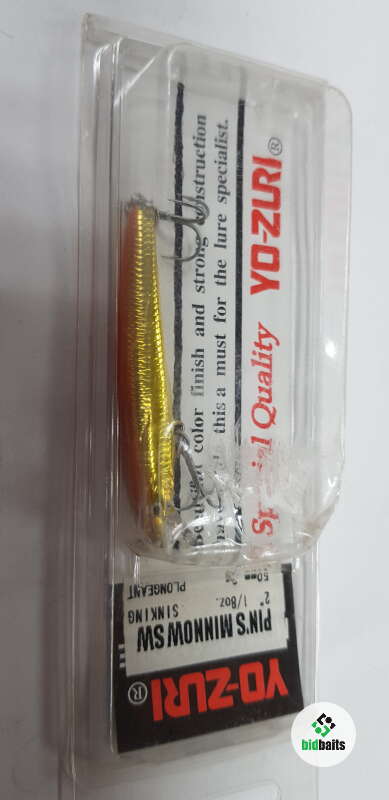 Special Quality YO-ZURI®
color finish and strong construction
this a must for the lure specialist.
YO-ZURI®
PIN'S MINNOW SW
SINKING
2" 1/8oz.
PLONGEANT
50mm
bidbaits